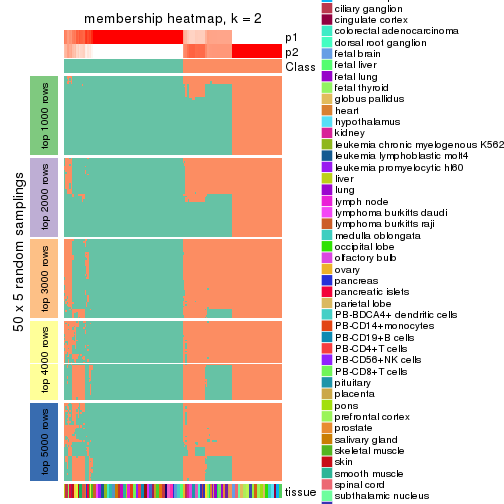 membership heatmap, k = 2
p1
p2
Class
50 x 5 random samplings
top 1000 rows
top 2000 rows
top 3000 rows
top 4000 rows
top 5000 rows
tissue
ciliary ganglion
cingulate cortex
colorectal adenocarcinoma
dorsal root ganglion
fetal brain
fetal liver
fetal lung
fetal thyroid
globus pallidus
heart
hypothalamus
kidney
leukemia chronic myelogenous K562
leukemia lymphoblastic molt4
leukemia promyelocytic hl60
liver
lung
lymph node
lymphoma burkitts daudi
lymphoma burkitts raji
medulla oblongata
occipital lobe
olfactory bulb
ovary
pancreas
pancreatic islets
parietal lobe
PB-BDCA4+ dendritic cells
PB-CD14+monocytes
PB-CD19+B cells
PB-CD4+T cells
PB-CD56+NK cells
PB-CD8+T cells
pituitary
placenta
pons
prefrontal cortex
prostate
salivary gland
skeletal muscle
skin
smooth muscle
spinal cord
subthalamic nucleus